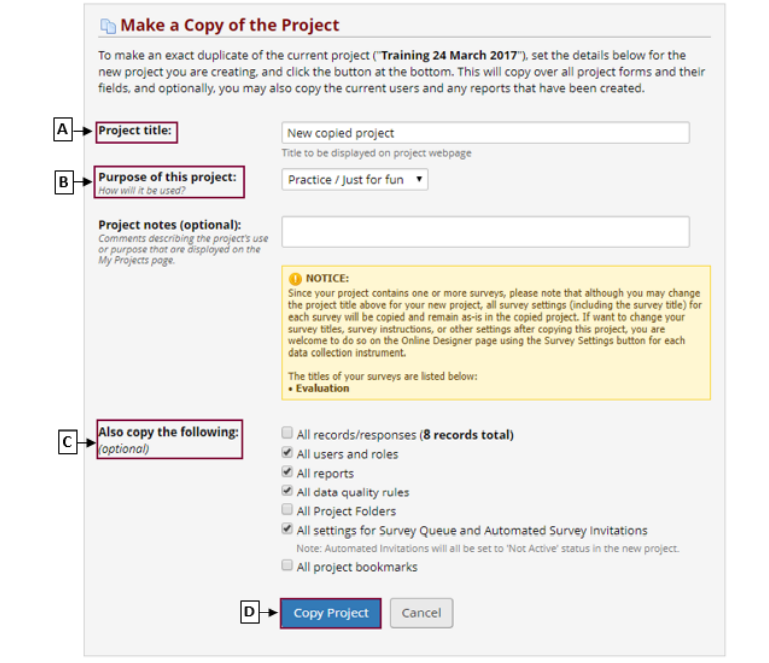 Make a Copy of the Project
To make an exact duplicate of the current project ("Training 24 March 2017"), set the details below for the
new project you are creating, and click the button at the bottom. This will copy over all project forms and their
fields, and optionally, you may also copy the current users and any reports that have been created.
A
Project title:
New copied project
Title to be displayed on project webpage
B
Purpose of this project:
How will it be used?
Practice / Just for fun
Project notes (optional):
Comments describing the project's use
or purpose that are displayed on the
My Projects page.
NOTICE:
Since your project contains one or more surveys, please note that although you may change
the project title above for your new project, all survey settings (including the survey title) for
each survey will be copied and remain as-is in the copied project. If want to change your
survey titles, survey instructions, or other settings after copying this project, you are
welcome to do so on the Online Designer page using the Survey Settings button for each
data collection instrument.
The titles of your surveys are listed below:
• Evaluation
C
Also copy the following:
(optional)
All records/responses (8 records total)
All users and roles
All reports
All data quality rules
All Project Folders
All settings for Survey Queue and Automated Survey Invitations
Note: Automated Invitations will all be set to 'Not Active' status in the new project.
All project bookmarks
D
Copy Project
Cancel